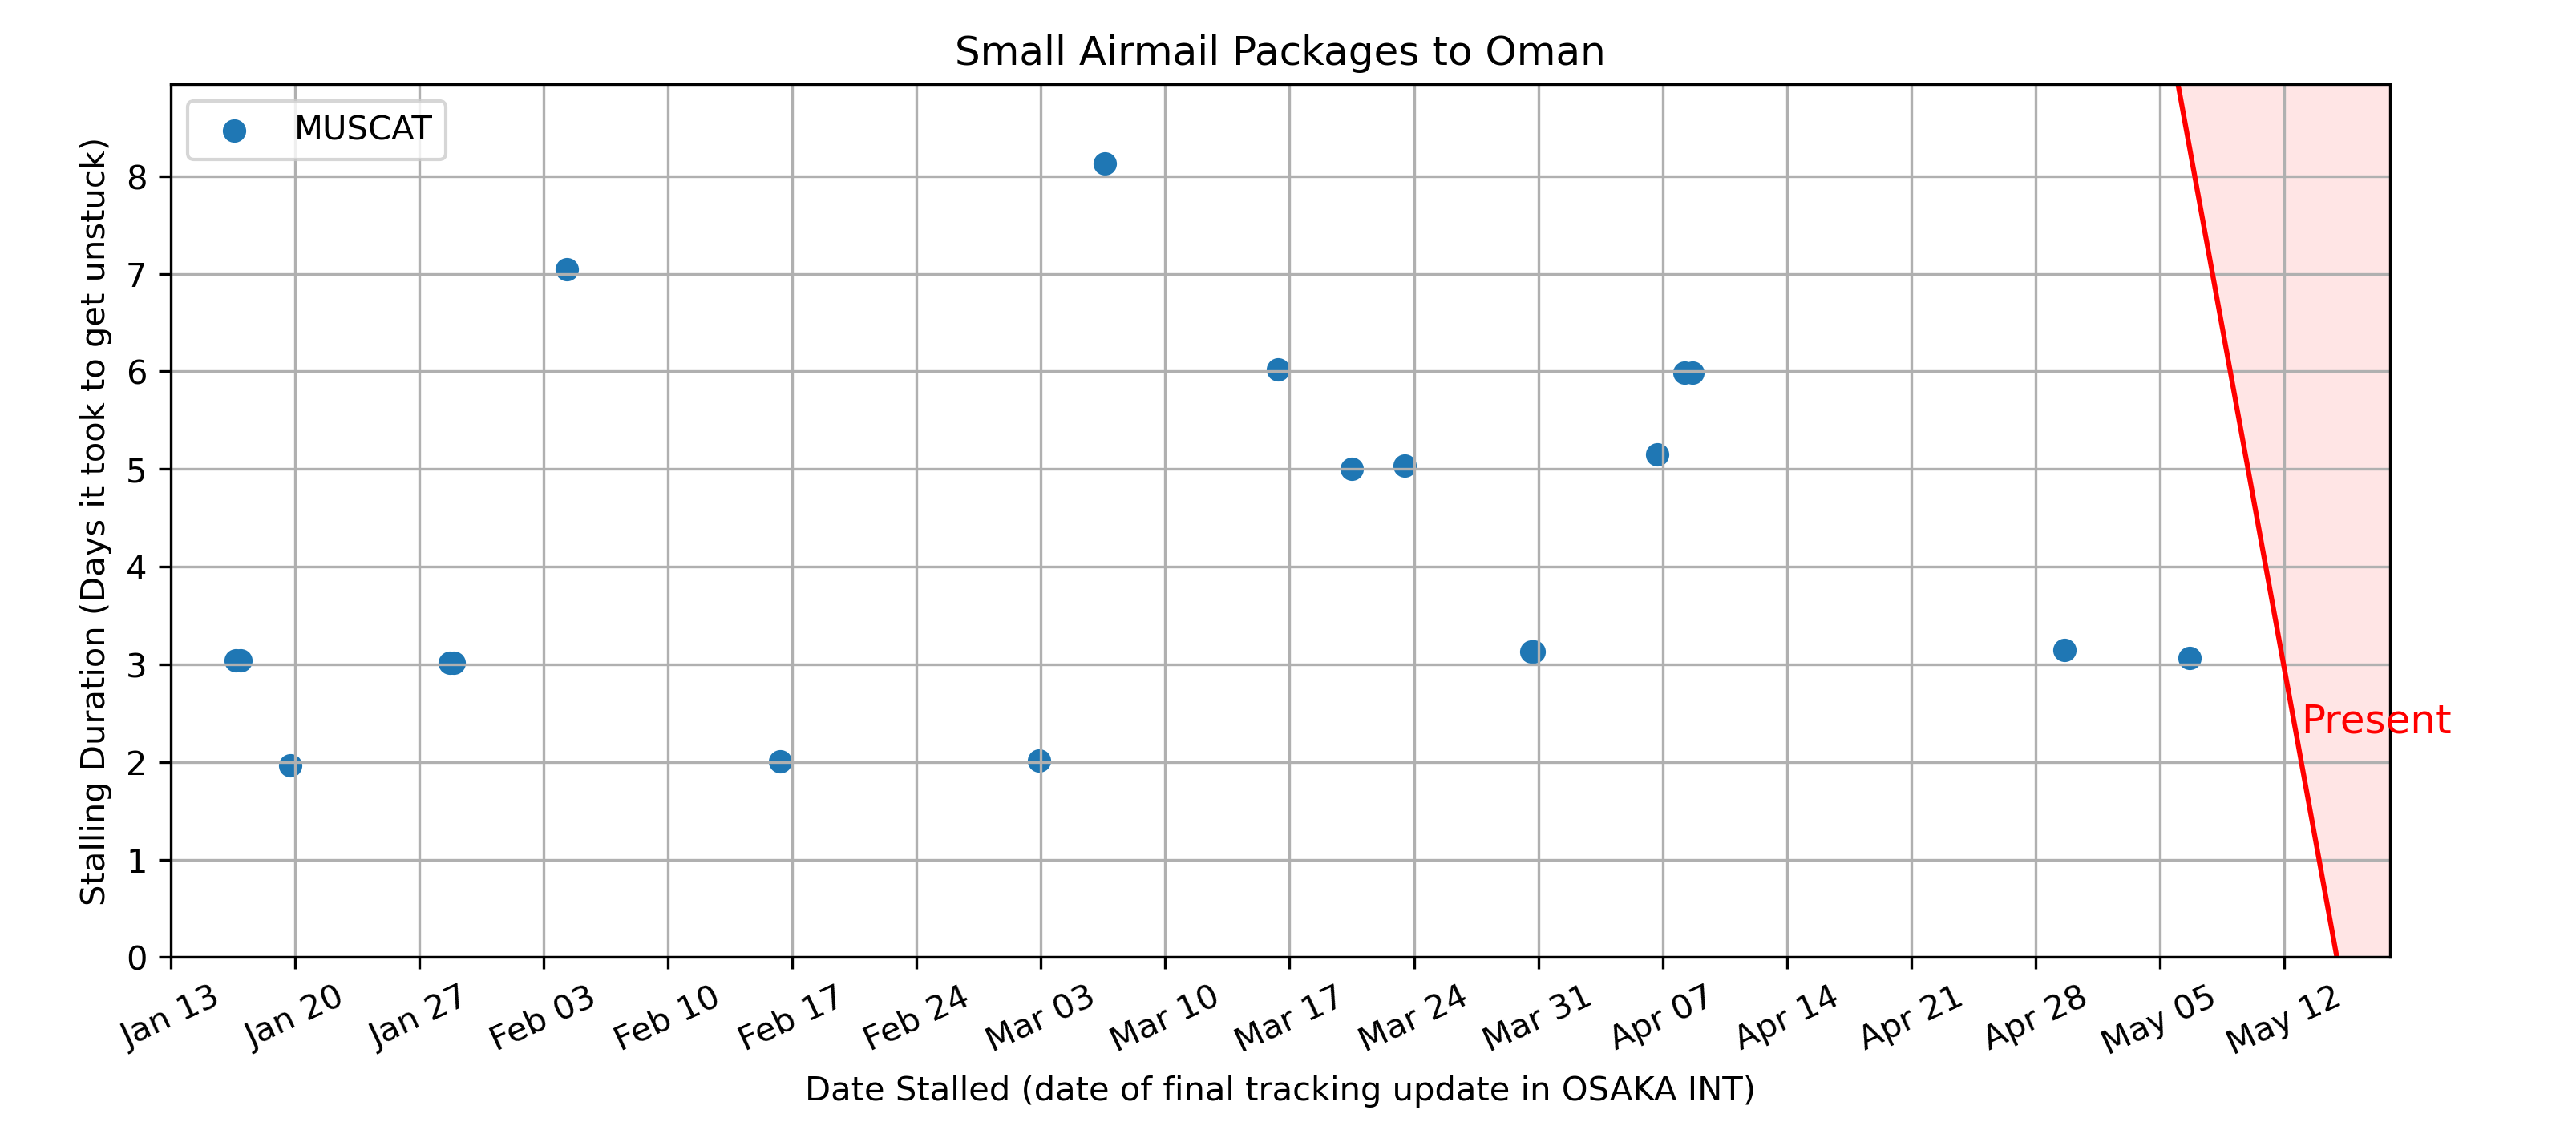 Small Airmail Packages to Oman
MUSCAT
Stalling Duration (Days it took to get unstuck)
8
7
6
5
4
3
2
1
0
Present
Jan 13 Jan 20 Jan 27 Feb 03 Feb 10 Feb 17 Feb 24 Mar 03 Mar 10 Mar 17 Mar 24 Mar 31 Apr 07 Apr 14 Apr 21 Apr 28 May 05 May 12
Date Stalled (date of final tracking update in OSAKA INT)